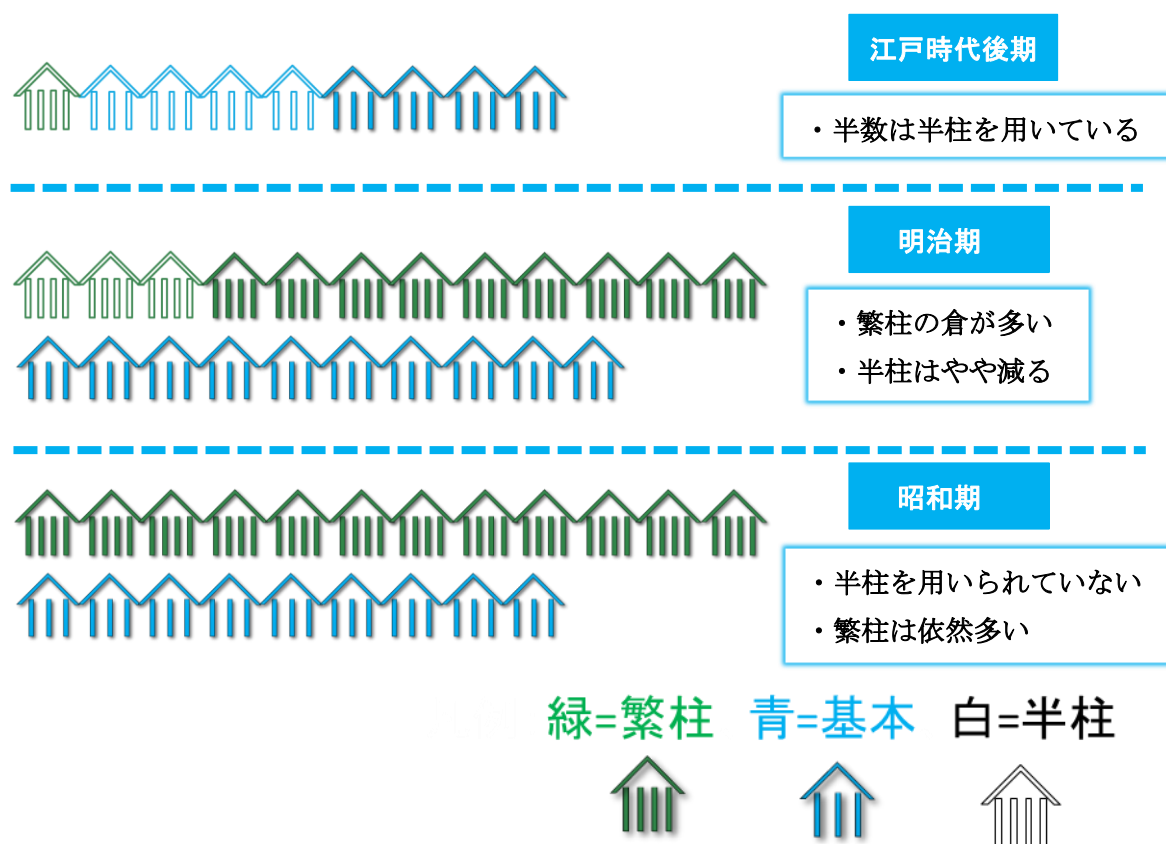 江戸時代後期
・半数は半柱を用いている
明治期
・繁柱の倉が多い
・半柱はやや減る
昭和期
・半柱を用いられていない
・繁柱は依然多い
緑=繁柱 青=基本 白=半柱